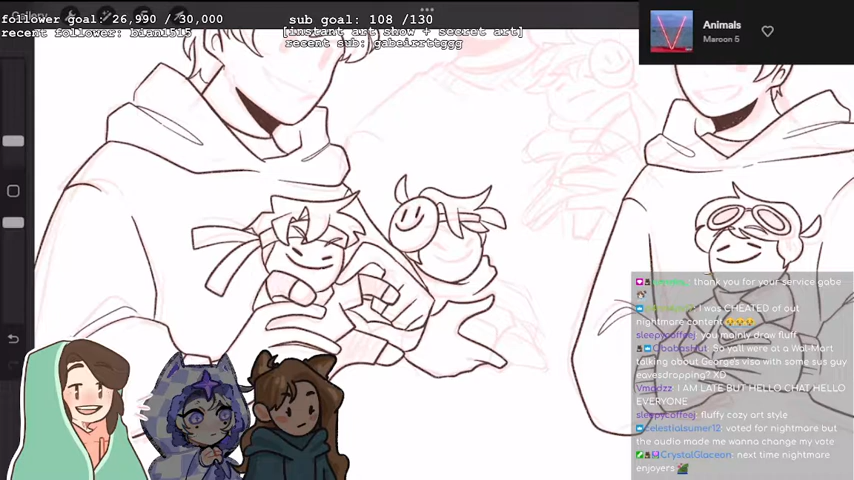 Gallery
follower goal: 26,990 / 30,000
recent follower: bian1515
sub goal: 108 /130
[instant art show + secret art]
recent sub: gabeirrttggg
Animals
Maroon 5
thank you for your service gabe
I was CHEATED of out
nightmare content
sleepycoffeej: you mainly draw fluff
So yall were at a Wal-Mart
talking about George's visa with some sus guy
eavesdropping? XD
Vmadzz: I AM LATE BUT HELLO CHAT HELLO
EVERYONE
sleepycoffeej: fluffy cozy art style
celestialsumer12: voted for nightmare but
the audio made me wanna change my vote
CrystalGlaceon: next time nightmare
enjoyers